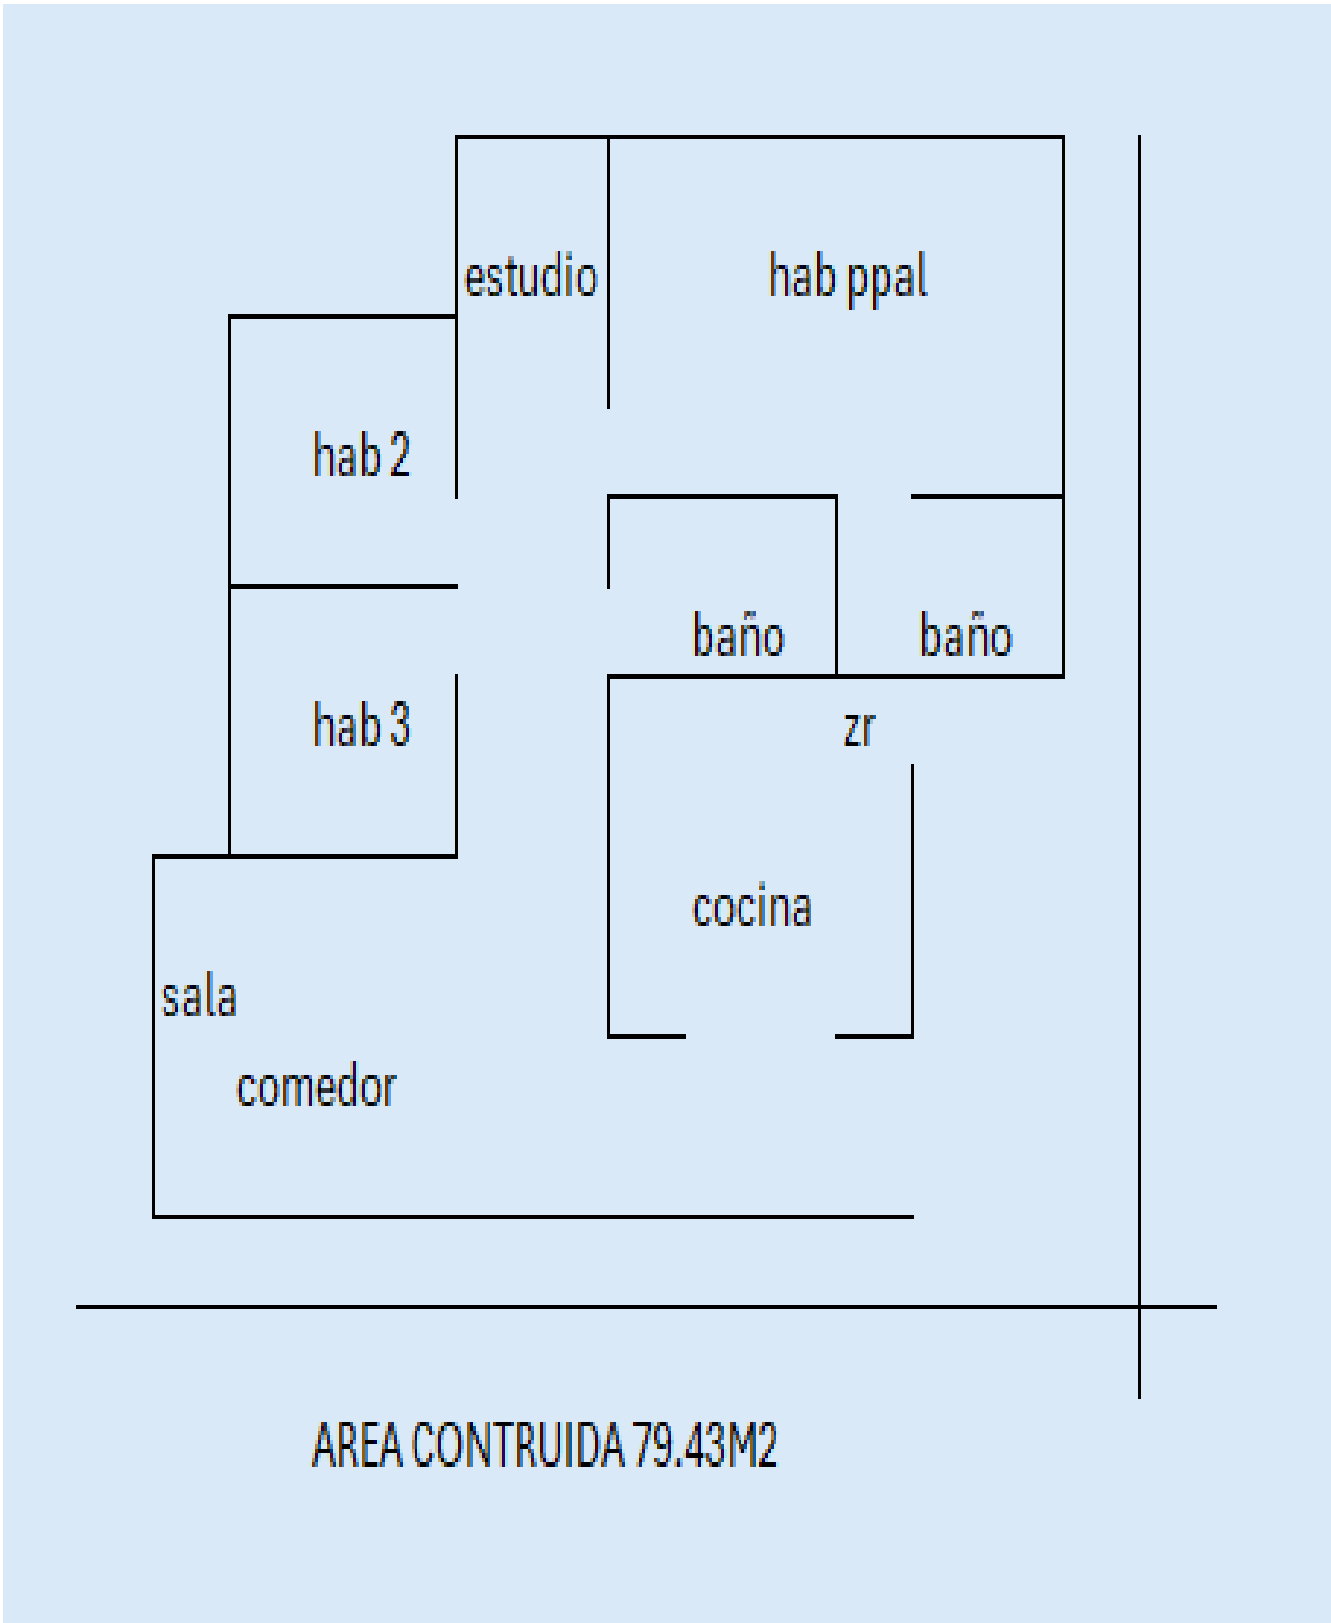 estudio
hab ppal
hab 2
baño
baño
hab 3
zr
cocina
sala
comedor
AREA CONTRUIDA 79.43M2